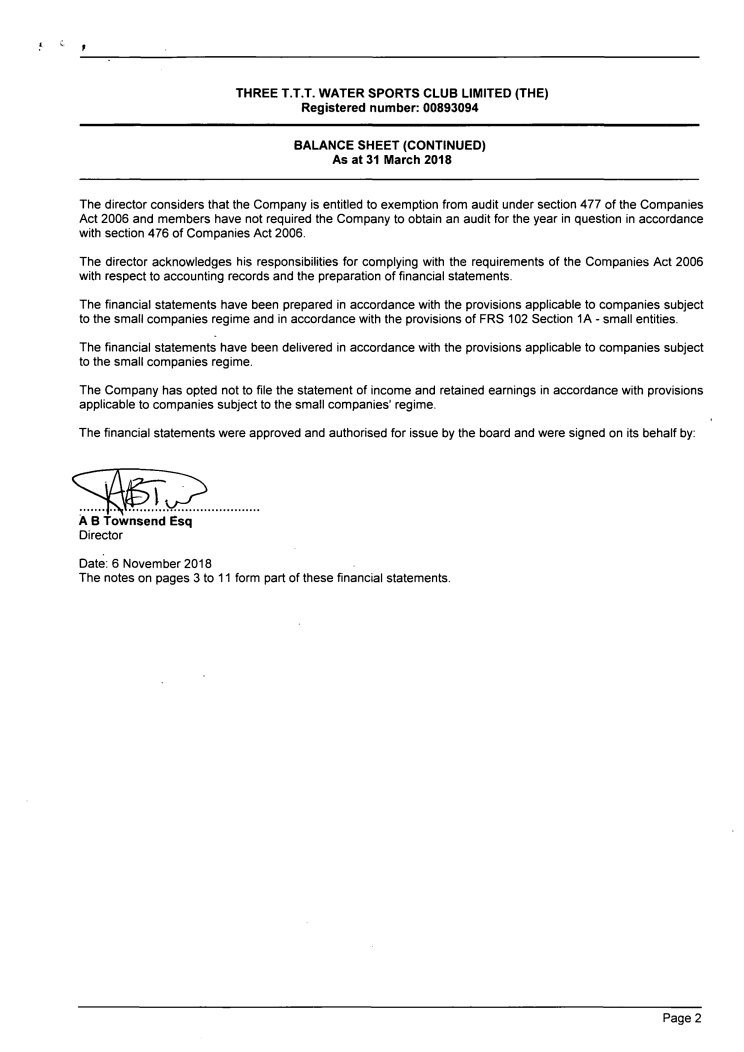 THREE T.T.T. WATER SPORTS CLUB LIMITED (THE)
Registered number: 00893094
BALANCE SHEET (CONTINUED)
As at 31 March 2018
The director considers that the Company is entitled to exemption from audit under section 477 of the Companies
Act 2006 and members have not required the Company to obtain an audit for the year in question in accordance
with section 476 of Companies Act 2006.
The director acknowledges his responsibilities for complying with the requirements of the Companies Act 2006
with respect to accounting records and the preparation of financial statements.
The financial statements have been prepared in accordance with the provisions applicable to companies subject
to the small companies regime and in accordance with the provisions of FRS 102 Section 1A - small entities.
The financial statements have been delivered in accordance with the provisions applicable to companies subject
to the small companies regime.
The Company has opted not to file the statement of income and retained earnings in accordance with provisions
applicable to companies subject to the small companies' regime.
The financial statements were approved and authorised for issue by the board and were signed on its behalf by:
A B Townsend Esq
Director
Date: 6 November 2018
The notes on pages 3 to 11 form part of these financial statements.
Page 2